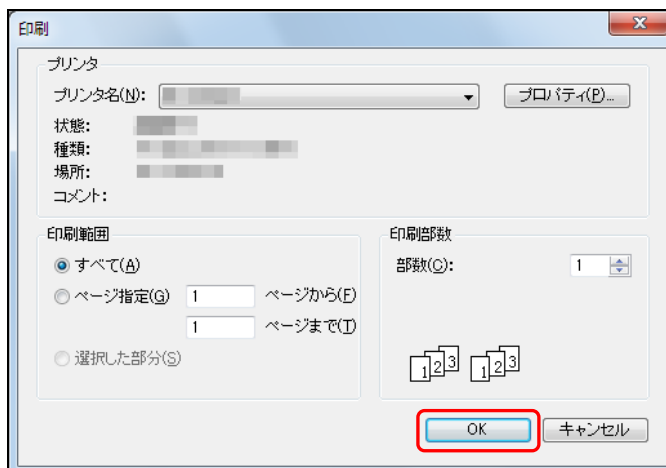 印刷
プリンタ
プリンタ名(N):
プロパティ(P)...
状態:
種類:
場所:
コメント:
印刷範囲
すべて(A)
ページ指定(G) 1 ページから(F)
1 ページまで(T)
選択した部分(S)
印刷部数
部数(C): 1
1 2 3 1 2 3
OK キャンセル